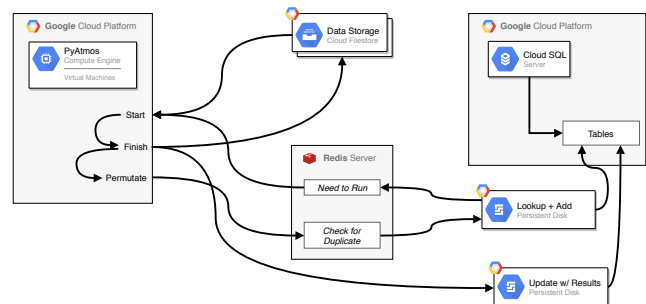 Google Cloud Platform
PyAtmos
Compute Engine
Virtual Machines
Start
Finish
Permutate
Data Storage
Cloud Filestore
Redis Server
Need to Run
Check for
Duplicate
Google Cloud Platform
Cloud SQL
Server
Tables
Lookup + Add
Persistent Disk
Update w/ Results
Persistent Disk